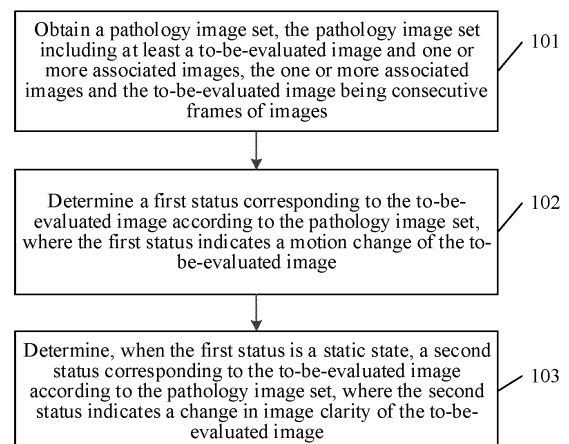 Obtain a pathology image set, the pathology image set
including at least a to-be-evaluated image and one or
more associated images, the one or more associated
images and the to-be-evaluated image being consecutive
frames of images
101
Determine a first status corresponding to the to-be-
evaluated image according to the pathology image set,
where the first status indicates a motion change of the to-
be-evaluated image
102
Determine, when the first status is a static state, a second
status corresponding to the to-be-evaluated image
according to the pathology image set, where the second
status indicates a change in image clarity of the to-be-
evaluated image
103